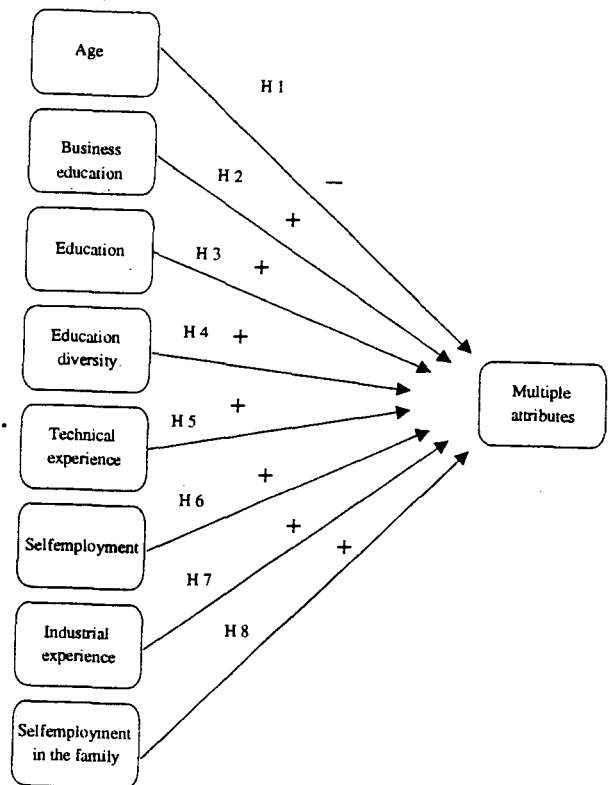 Age
H 1
−
Business
education
H 2
+
Education
H 3
+
Education
diversity
H 4
+
Multiple
attributes
Technical
experience
H 5
+
Selfemployment
H 6
+
Industrial
experience
H 7
+
Selfemployment
in the family
H 8
+